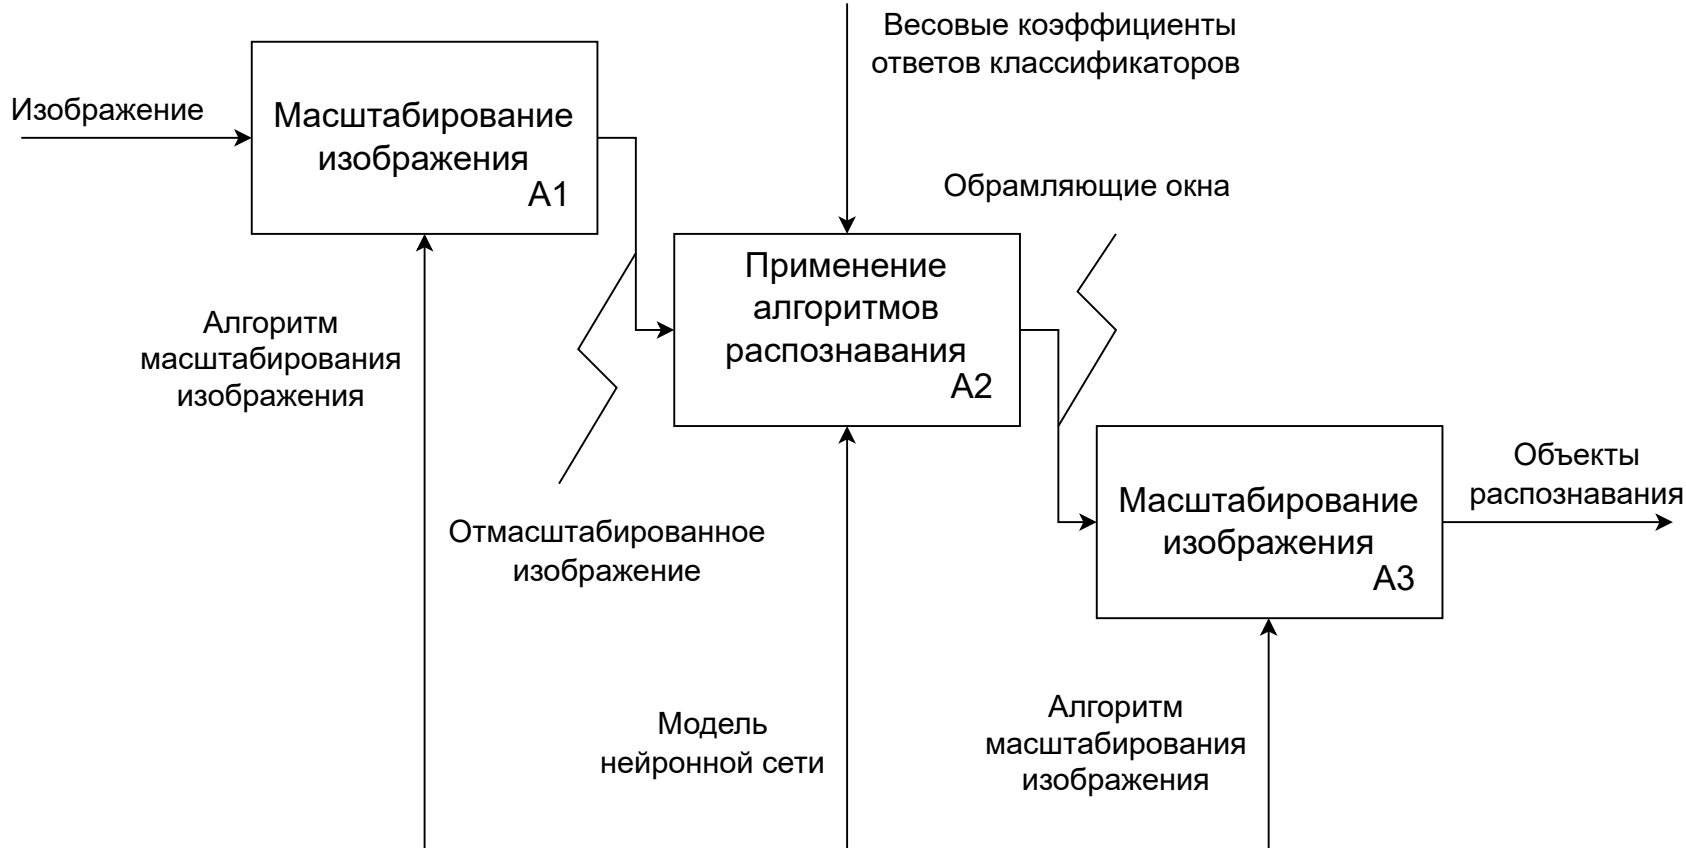 Весовые коэффициенты
ответов классификаторов
Изображение
Масштабирование
изображения
А1
Обрамляющие окна
Применение
алгоритмов
распознавания
А2
Алгоритм
масштабирования
изображения
Объекты
распознавания
Масштабирование
изображения
А3
Отмасштабированное
изображение
Модель
нейронной сети
Алгоритм
масштабирования
изображения